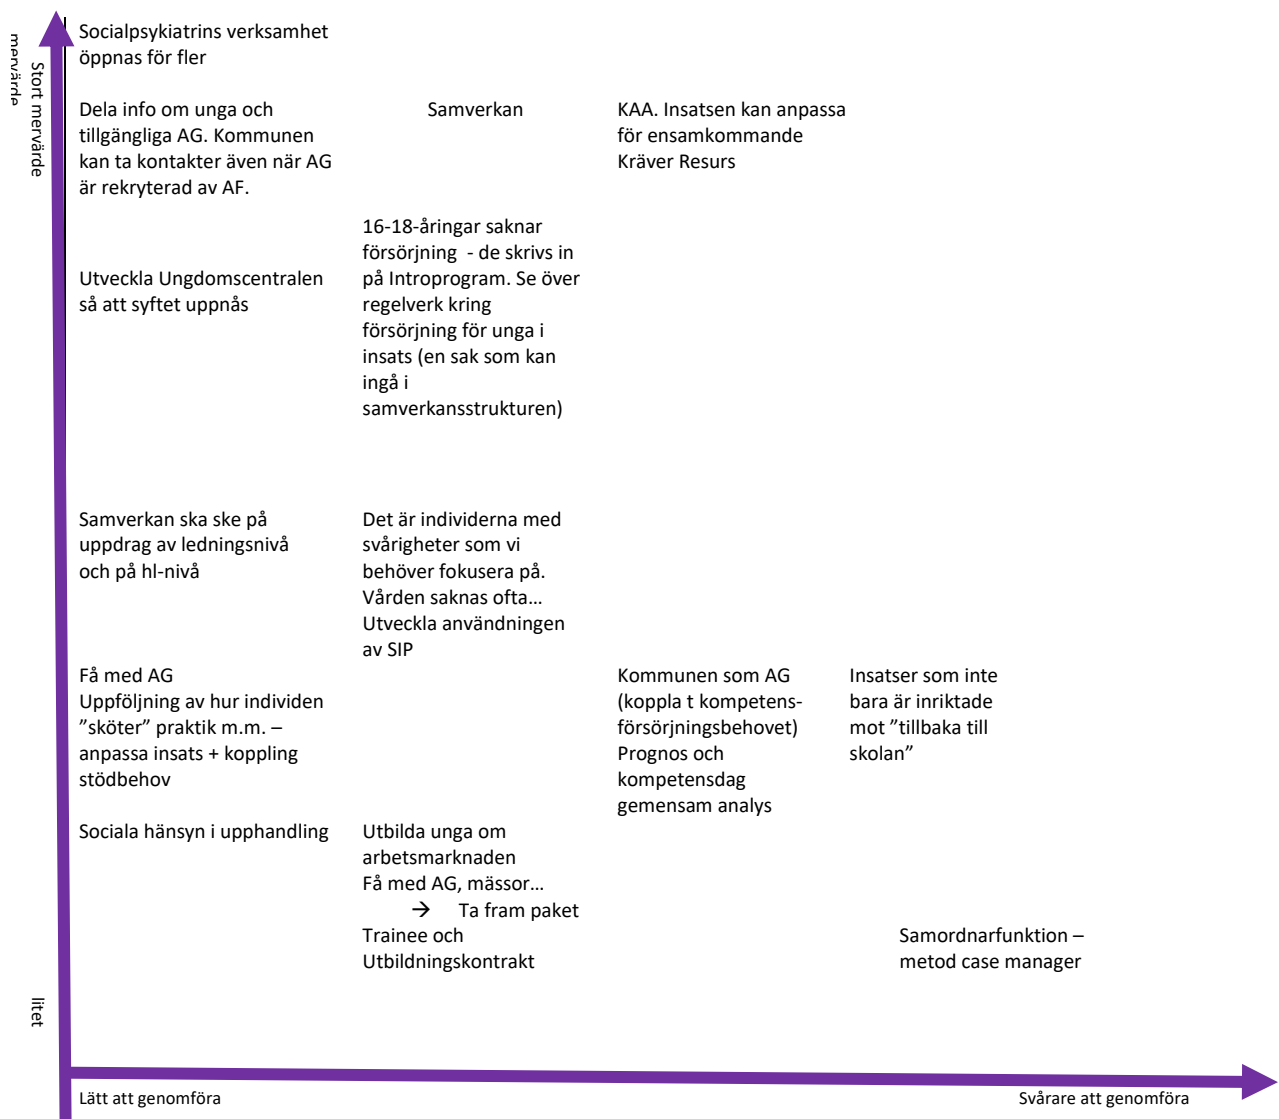 mervärde
Stort mervärde
Socialpsykiatrins verksamhet
öppnas för fler
Dela info om unga och
tillgängliga AG. Kommunen
kan ta kontakter även när AG
är rekryterad av AF.
Samverkan
KAA. Insatsen kan anpassa
för ensamkommande
Kräver Resurs
Utveckla Ungdomscentralen
så att syftet uppnås
16-18-åringar saknar
försörjning - de skrivs in
på Introprogram. Se över
regelverk kring
försörjning för unga i
insats (en sak som kan
ingå i
samverkansstrukturen)
Samverkan ska ske på
uppdrag av ledningsnivå
och på hl-nivå
Det är individerna med
svårigheter som vi
behöver fokusera på.
Vården saknas ofta…
Utveckla användningen
av SIP
Få med AG
Uppföljning av hur individen
”sköter” praktik m.m. –
anpassa insats + koppling
stödbehov
Kommunen som AG
(koppla t kompetens-
försörjningsbehovet)
Prognos och
kompetensdag
gemensam analys
Insatser som inte
bara är inriktade
mot ”tillbaka till
skolan”
Sociala hänsyn i upphandling
Utbilda unga om
arbetsmarknaden
Få med AG, mässor…
→ Ta fram paket
Trainee och
Utbildningskontrakt
Samordnarfunktion –
metod case manager
litet
Lätt att genomföra
Svårare att genomföra